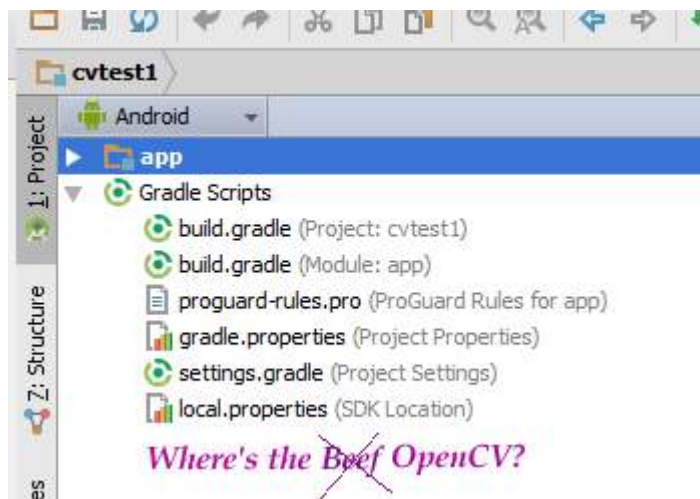 cvtest1
1: Project
Android
app
Gradle Scripts
build.gradle (Project: cvtest1)
build.gradle (Module: app)
proguard-rules.pro (ProGuard Rules for app)
gradle.properties (Project Properties)
7: Structure
settings.gradle (Project Settings)
local.properties (SDK Location)
Where's the Beef OpenCV?